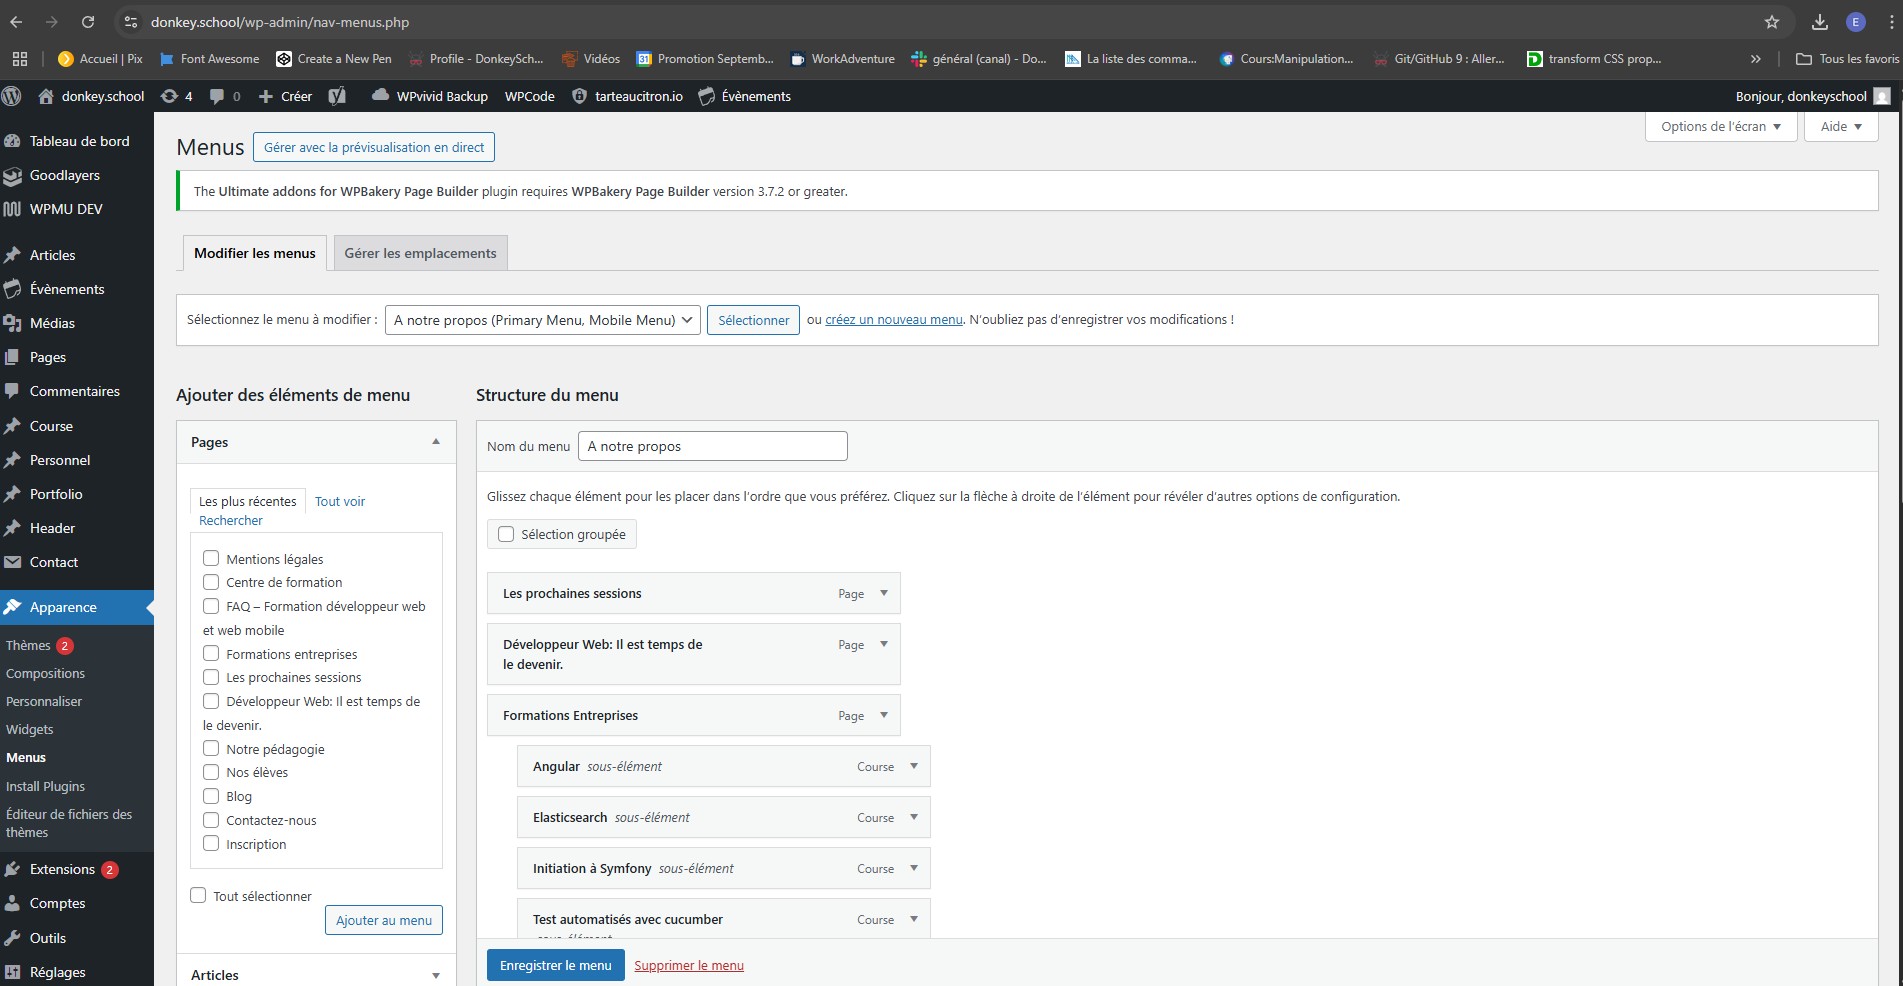 donkey.school/wp-admin/nav-menus.php
E
Accueil | Pix
Font Awesome
Create a New Pen
Profile - DonkeySch...
Vidéos
Promotion Septemb...
WorkAdventure
général (canal) - Do...
La liste des comma...
Cours:Manipulation...
Git/GitHub 9 : Aller...
transform CSS prop...
»
Tous les favoris
donkey.school
4
0
Créer
WPvivid Backup
WPCode
tarteaucitron.io
Évènements
Bonjour, donkeyschool
Tableau de bord
Goodlayers
WPMU DEV
Articles
Évènements
Médias
Pages
Commentaires
Course
Personnel
Portfolio
Header
Contact
Apparence
Thèmes 2
Compositions
Personnaliser
Widgets
Menus
Install Plugins
Éditeur de fichiers des
thèmes
Extensions 2
Comptes
Outils
Réglages
Options de l'écran
Aide
Menus
Gérer avec la prévisualisation en direct
The Ultimate addons for WPBakery Page Builder plugin requires WPBakery Page Builder version 3.7.2 or greater.
Modifier les menus
Gérer les emplacements
Sélectionnez le menu à modifier :
A notre propos (Primary Menu, Mobile Menu)
Sélectionner
ou créez un nouveau menu. N'oubliez pas d'enregistrer vos modifications !
Ajouter des éléments de menu
Pages
Les plus récentes
Tout voir
Rechercher
Mentions légales
Centre de formation
FAQ – Formation développeur web
et web mobile
Formations entreprises
Les prochaines sessions
Développeur Web: Il est temps de
le devenir.
Notre pédagogie
Nos élèves
Blog
Contactez-nous
Inscription
Tout sélectionner
Ajouter au menu
Articles
Structure du menu
Nom du menu
A notre propos
Glissez chaque élément pour les placer dans l'ordre que vous préférez. Cliquez sur la flèche à droite de l'élément pour révéler d'autres options de configuration.
Sélection groupée
Les prochaines sessions Page
Développeur Web: Il est temps de Page
le devenir.
Formations Entreprises Page
Angular sous-élément Course
Elasticsearch sous-élément Course
Initiation à Symfony sous-élément Course
Test automatisés avec cucumber Course
sous-élément
Enregistrer le menu
Supprimer le menu